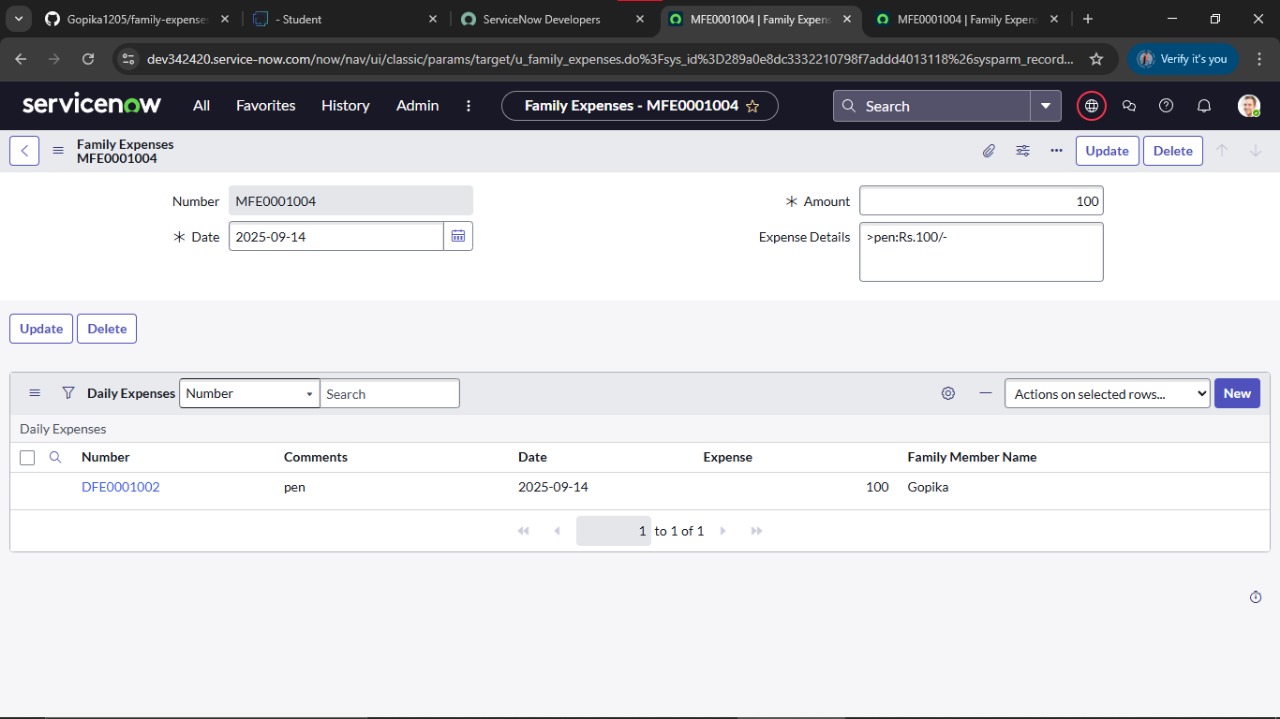 Gopika1205/family-expense
- Student
ServiceNow Developers
MFE0001004 | Family Expens
MFE0001004 | Family Expens
dev342420.service-now.com/now/nav/ui/classic/params/target/u_family_expenses.do%3Fsys_id%3D289a0e8dc3332210798f7addd4013118%26sysparm_record...
Verify it's you
servicenow
All
Favorites
History
Admin
Family Expenses - MFE0001004
Search
Family Expenses
MFE0001004
Update
Delete
Number
MFE0001004
Amount
100
Date
2025-09-14
Expense Details
>pen:Rs.100/-
Update
Delete
Daily Expenses
Number
Search
Actions on selected rows...
New
Daily Expenses
Number
Comments
Date
Expense
Family Member Name
DFE0001002
pen
2025-09-14
100
Gopika
1 to 1 of 1